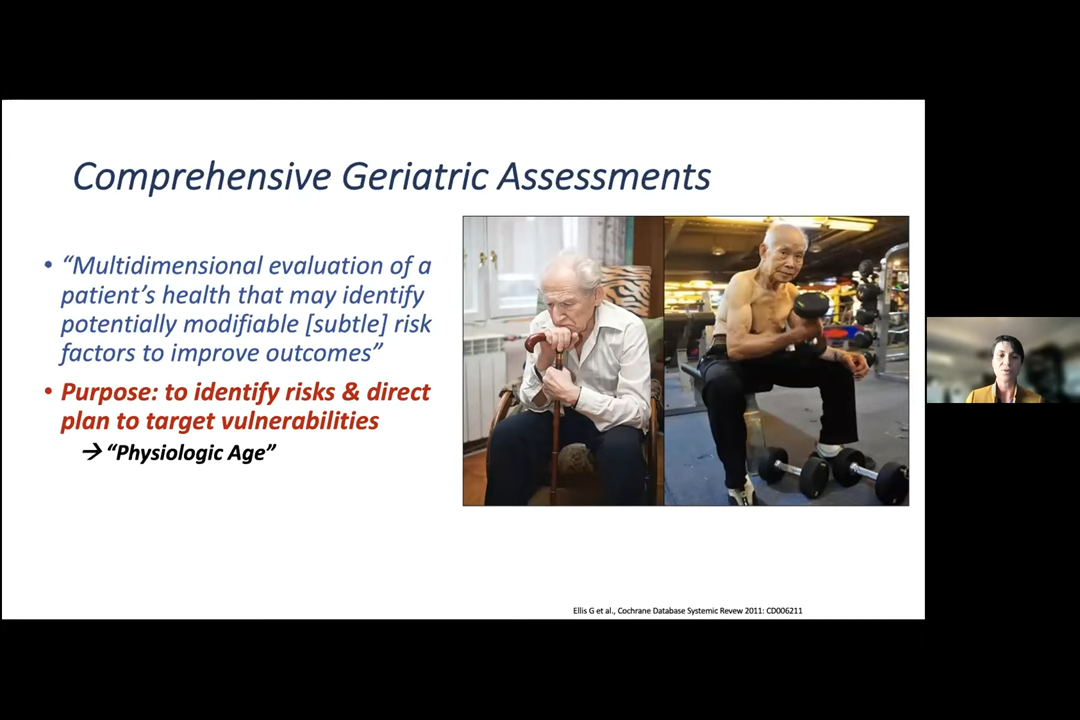 Comprehensive Geriatric Assessments
• “Multidimensional evaluation of a
patient’s health that may identify
potentially modifiable [subtle] risk
factors to improve outcomes”
• Purpose: to identify risks & direct
plan to target vulnerabilities
→ “Physiologic Age”
Ellis G et al., Cochrane Database Systemic Revew 2011: CD006211